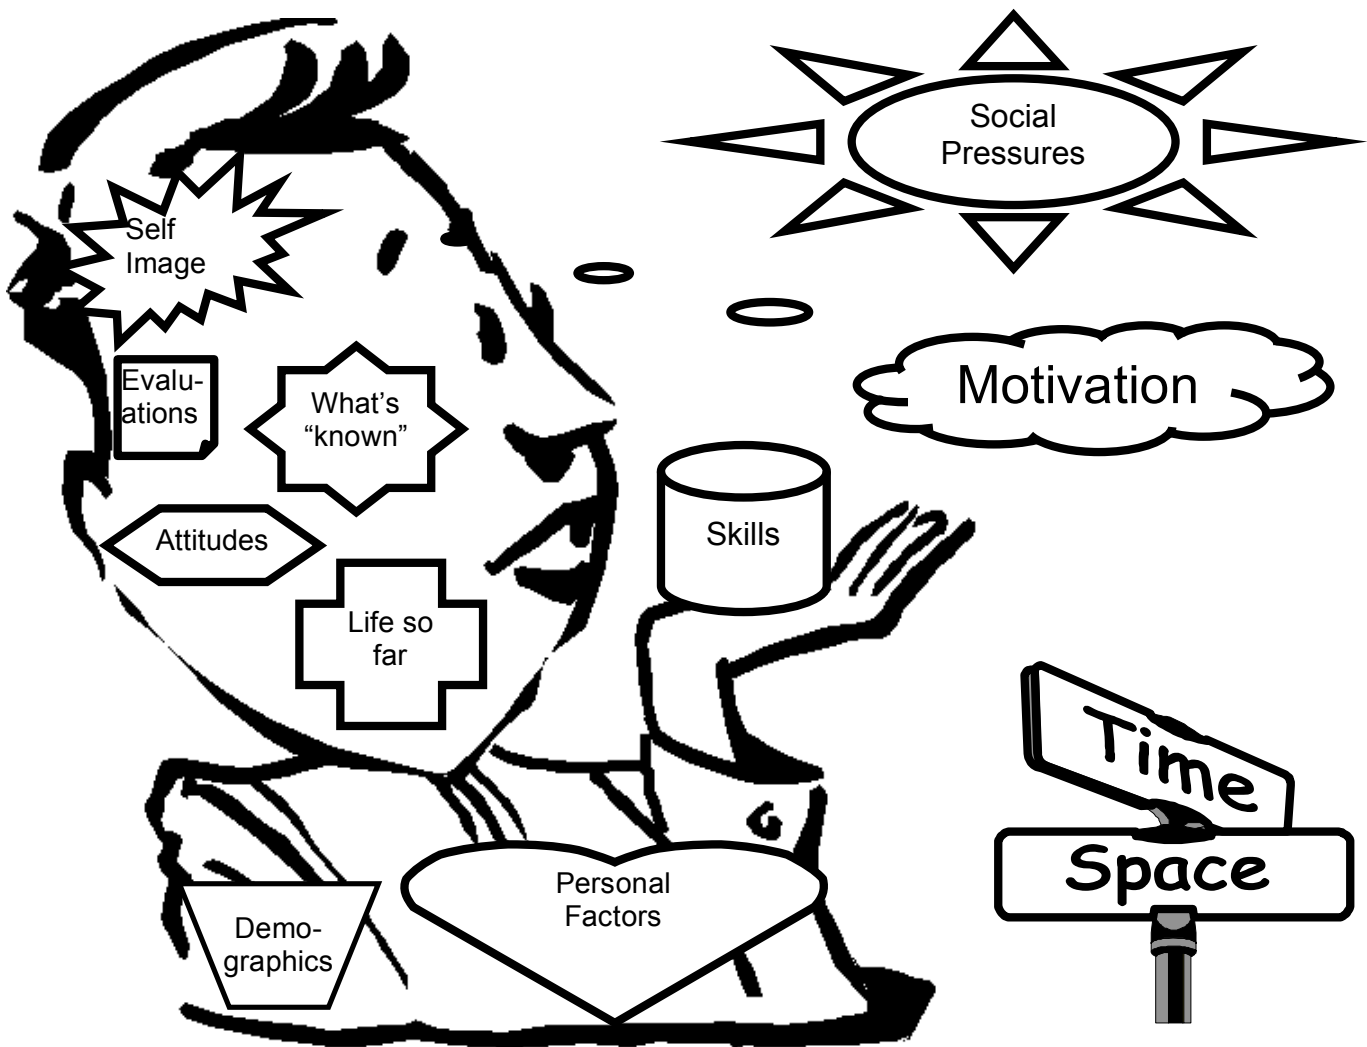 Social
Pressures
Self
Image
Evalu-
ations
What’s
“known”
Motivation
Skills
Attitudes
Life so
far
Time
Space
Personal
Factors
Demo-
graphics